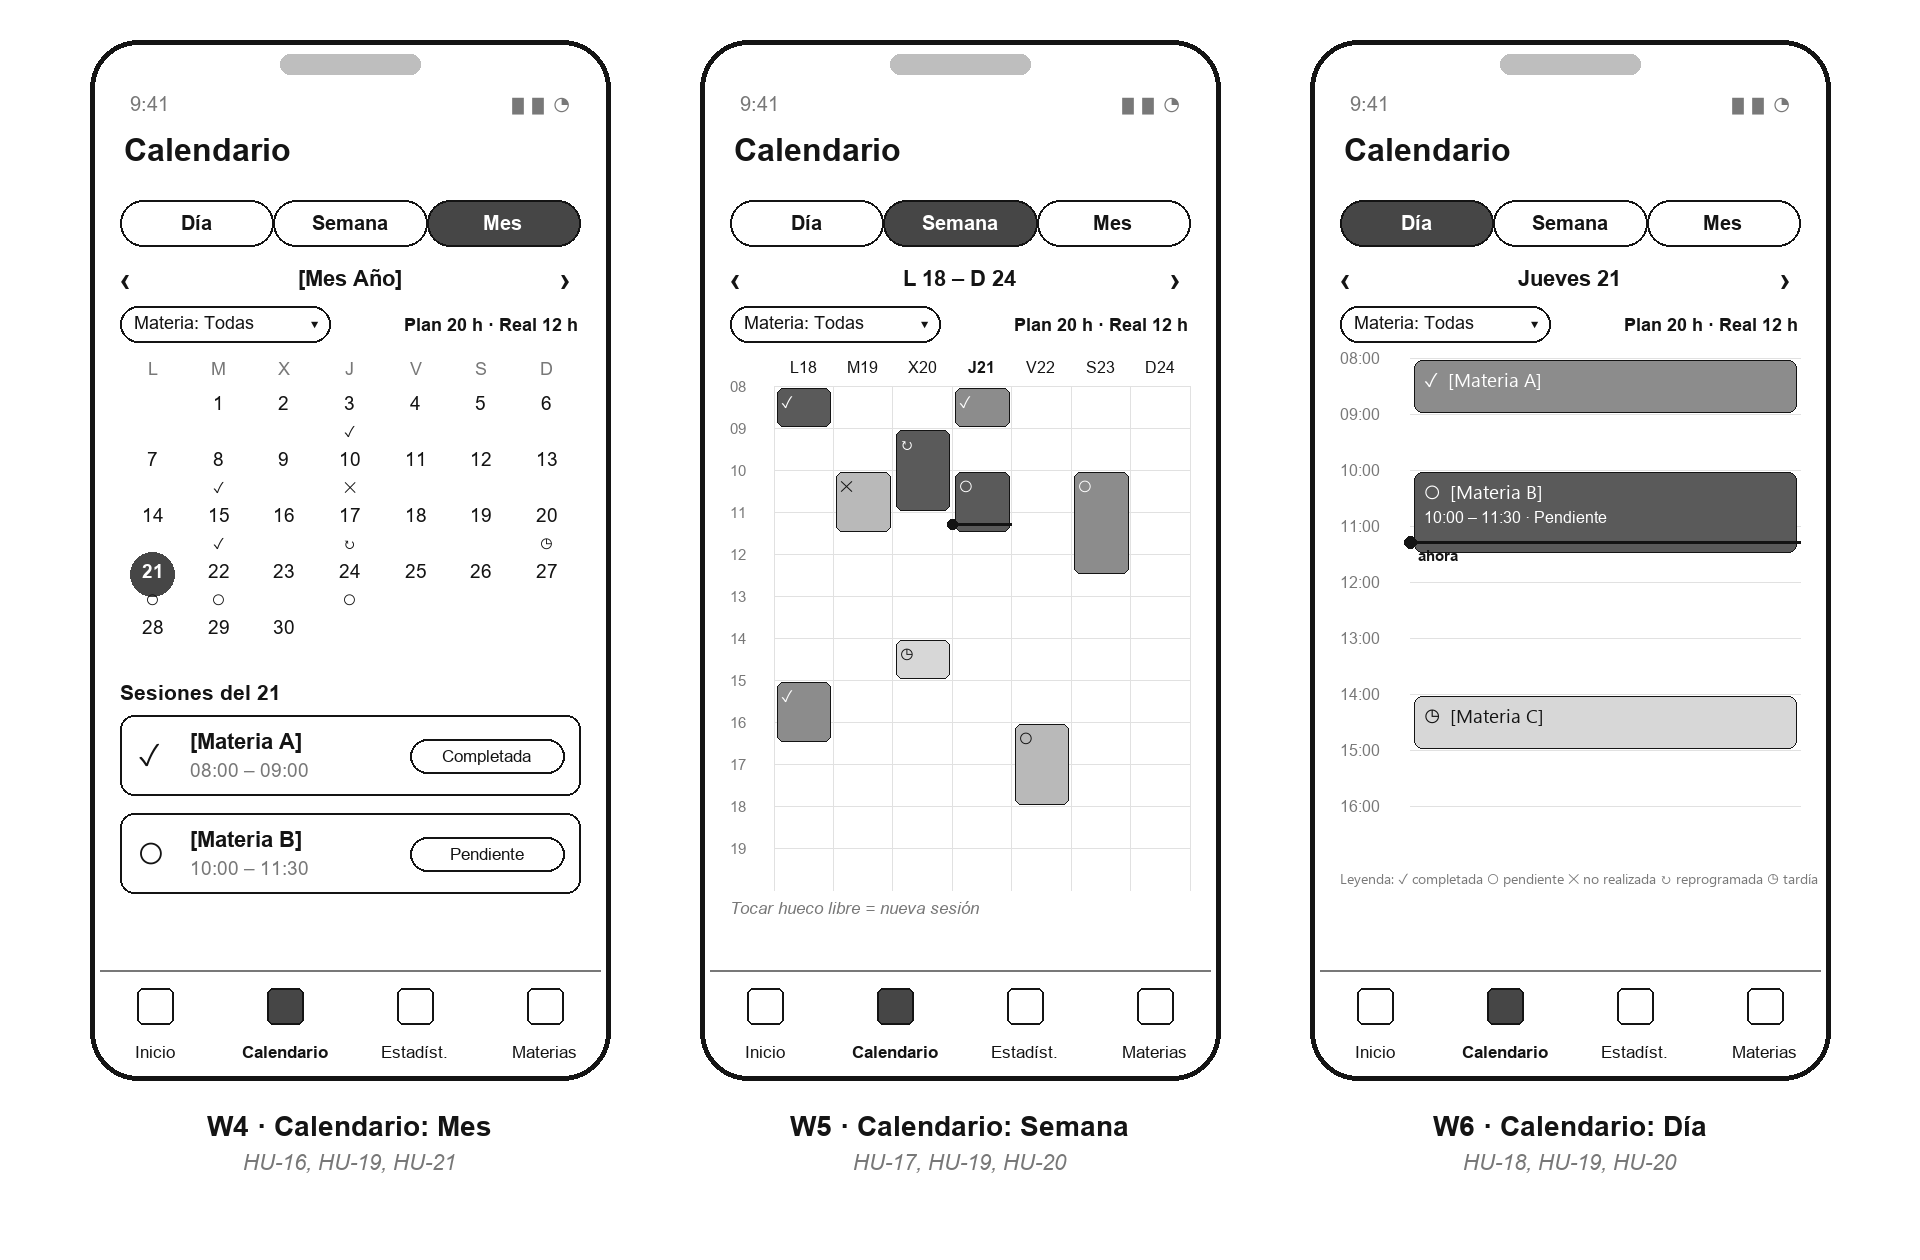 9:41
Calendario
Día Semana Mes
‹ [Mes Año] ›
Materia: Todas ▾ Plan 20 h · Real 12 h
L M X J V S D
1 2 3 4 5 6
✓
7 8 9 10 11 12 13
✓ ✕
14 15 16 17 18 19 20
✓ ↻ ◷
21 22 23 24 25 26 27
○ ○ ○
28 29 30
Sesiones del 21
✓ [Materia A] Completada
08:00 – 09:00
○ [Materia B] Pendiente
10:00 – 11:30
Inicio Calendario Estadíst. Materias
W4 · Calendario: Mes
HU-16, HU-19, HU-21
9:41
Calendario
Día Semana Mes
‹ L 18 – D 24 ›
Materia: Todas ▾ Plan 20 h · Real 12 h
L18 M19 X20 J21 V22 S23 D24
08
09
10
11
12
13
14
15
16
17
18
19
Tocar hueco libre = nueva sesión
Inicio Calendario Estadíst. Materias
W5 · Calendario: Semana
HU-17, HU-19, HU-20
9:41
Calendario
Día Semana Mes
‹ Jueves 21 ›
Materia: Todas ▾ Plan 20 h · Real 12 h
08:00
✓ [Materia A]
09:00
10:00
○ [Materia B]
10:00 – 11:30 · Pendiente
11:00
ahora
12:00
13:00
14:00
◷ [Materia C]
15:00
16:00
Leyenda: ✓ completada ○ pendiente ✕ no realizada ↻ reprogramada ◷ tardía
Inicio Calendario Estadíst. Materias
W6 · Calendario: Día
HU-18, HU-19, HU-20